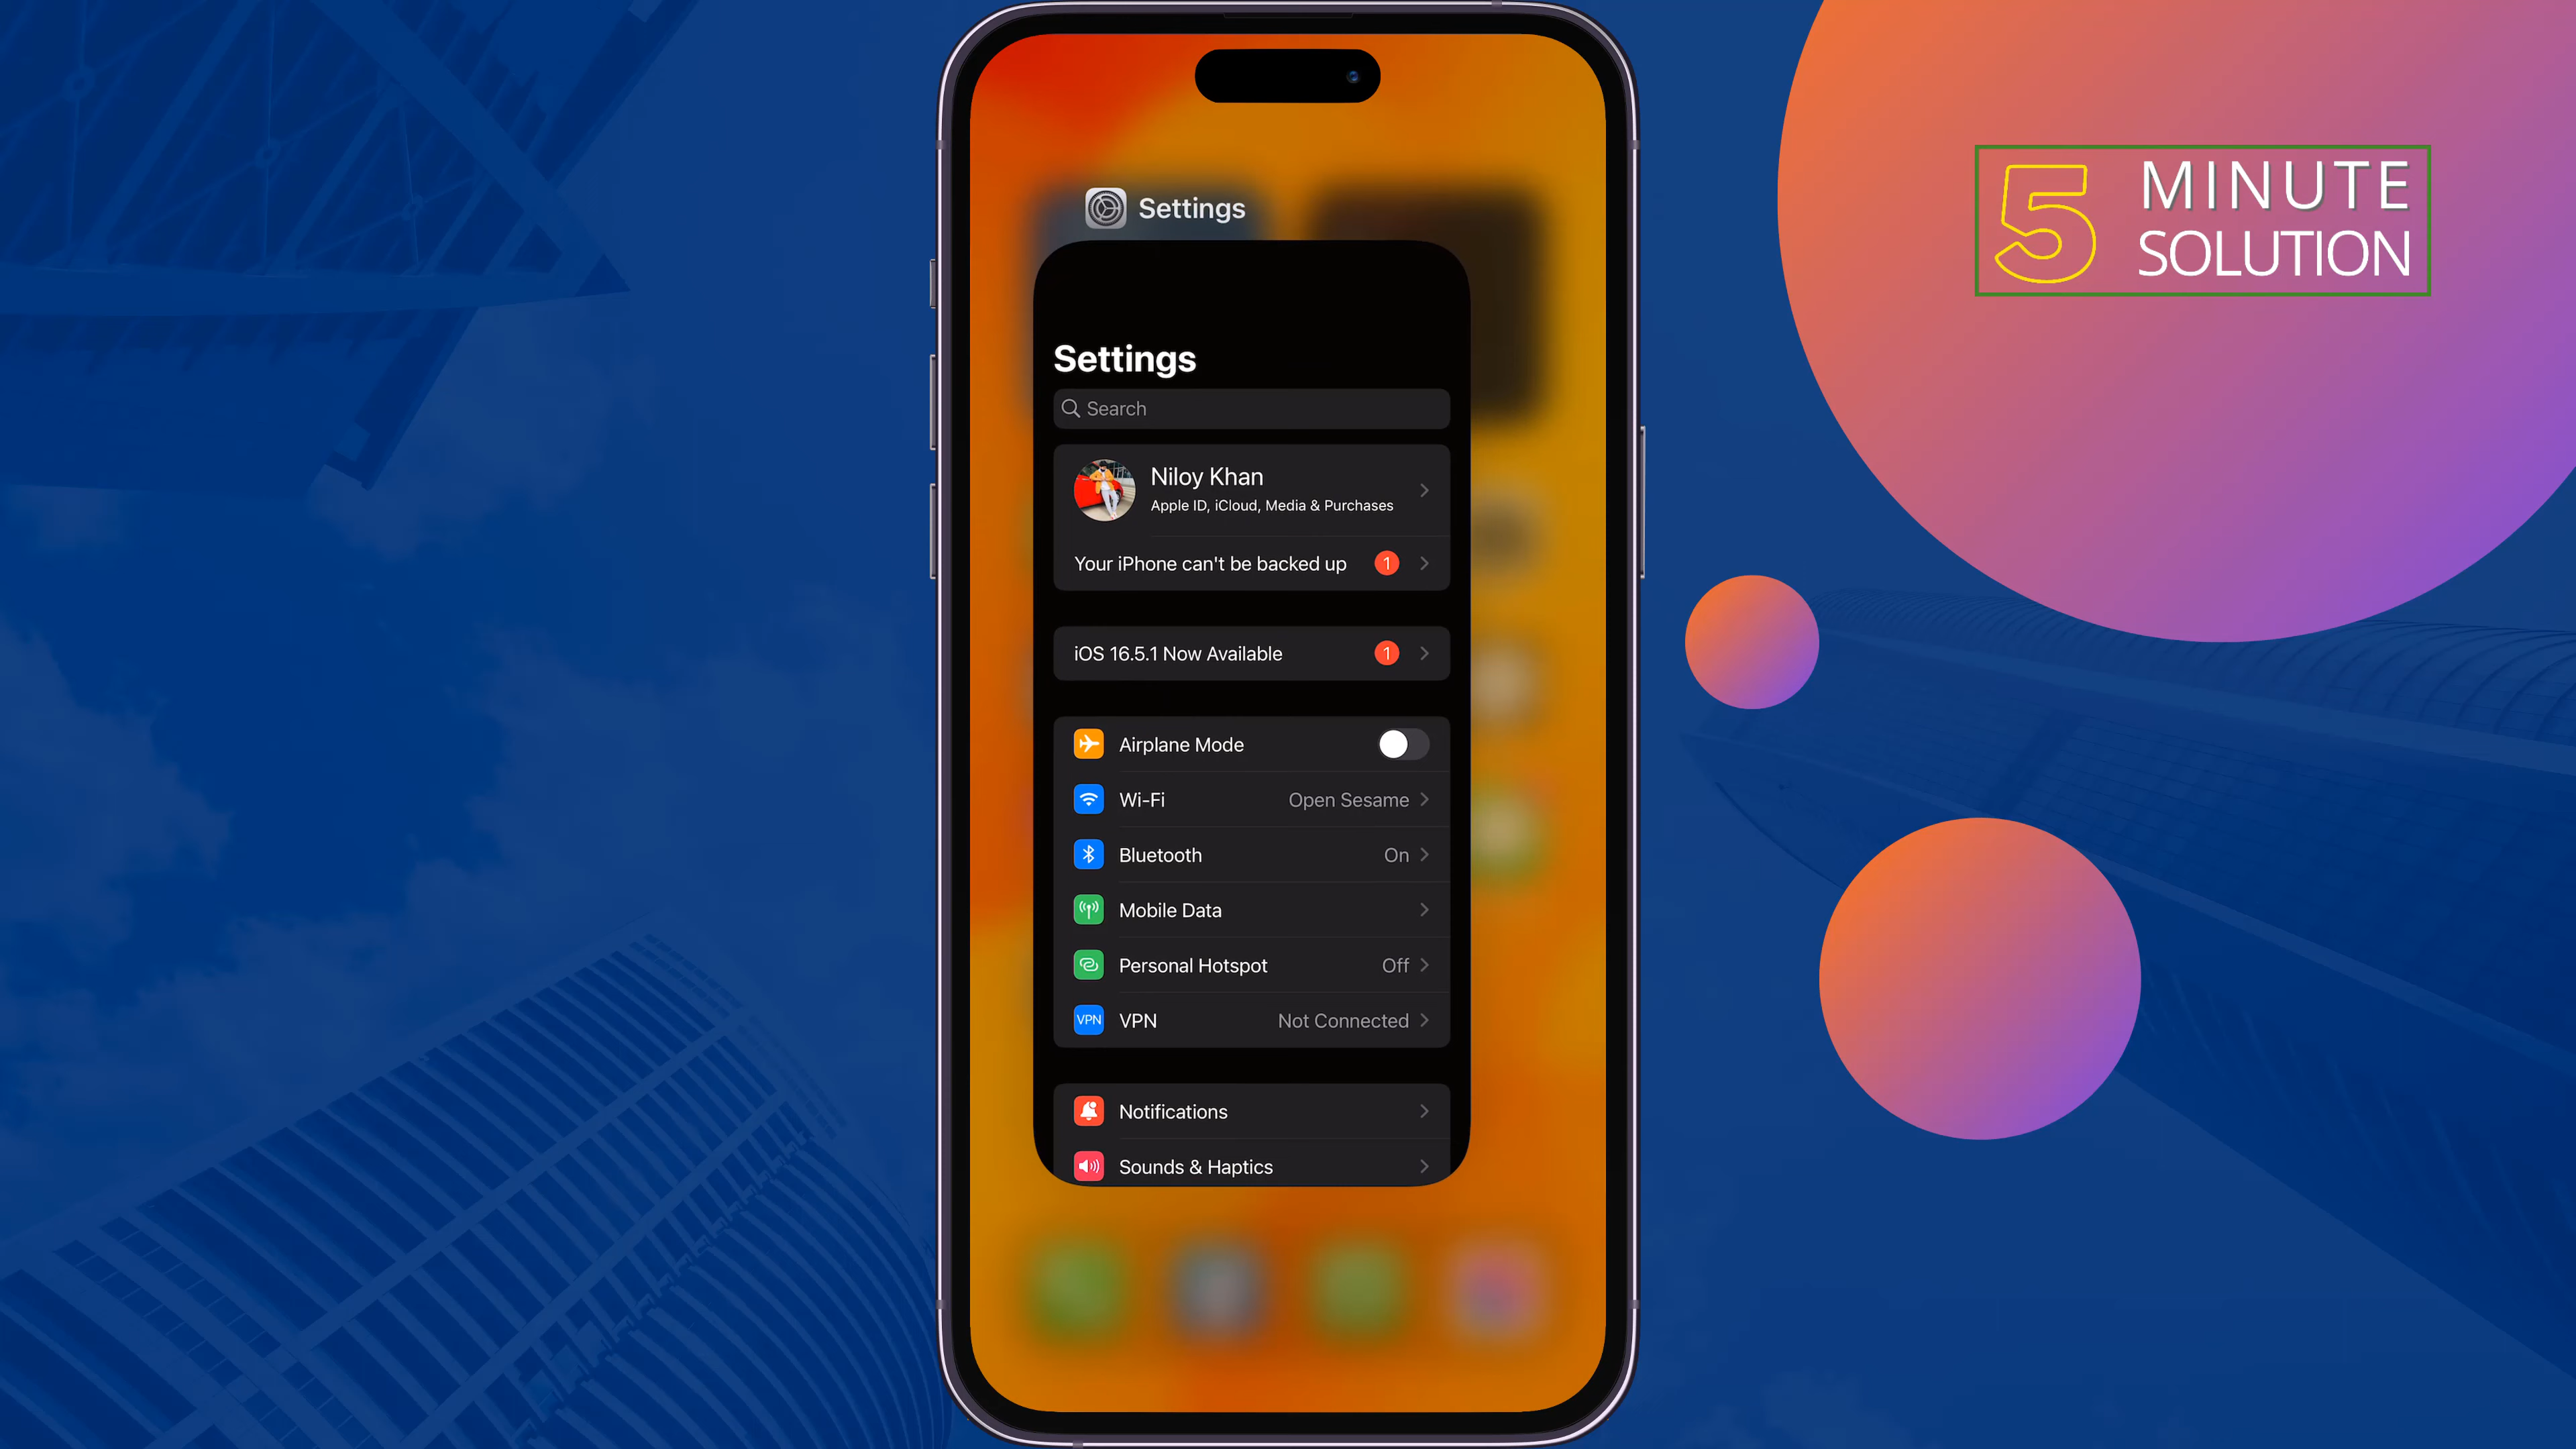 5 MINUTE
SOLUTION
Settings
Settings
Search
Niloy Khan
Apple ID, iCloud, Media & Purchases
Your iPhone can't be backed up 1
iOS 16.5.1 Now Available 1
Airplane Mode
Wi-Fi Open Sesame
Bluetooth On
Mobile Data
Personal Hotspot Off
VPN VPN Not Connected
Notifications
Sounds & Haptics